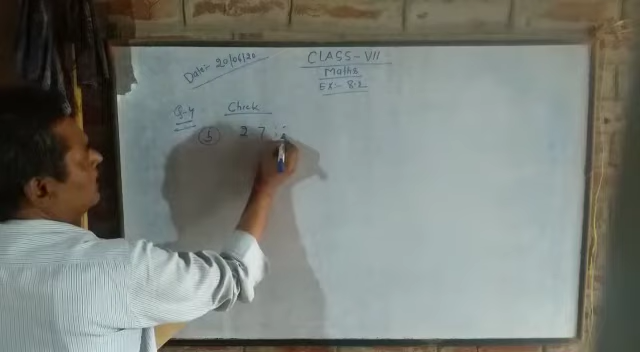 Date:- 20/06/20
CLASS-VII
Maths
EX:- 8.2
Q.4
Check
2 7 :